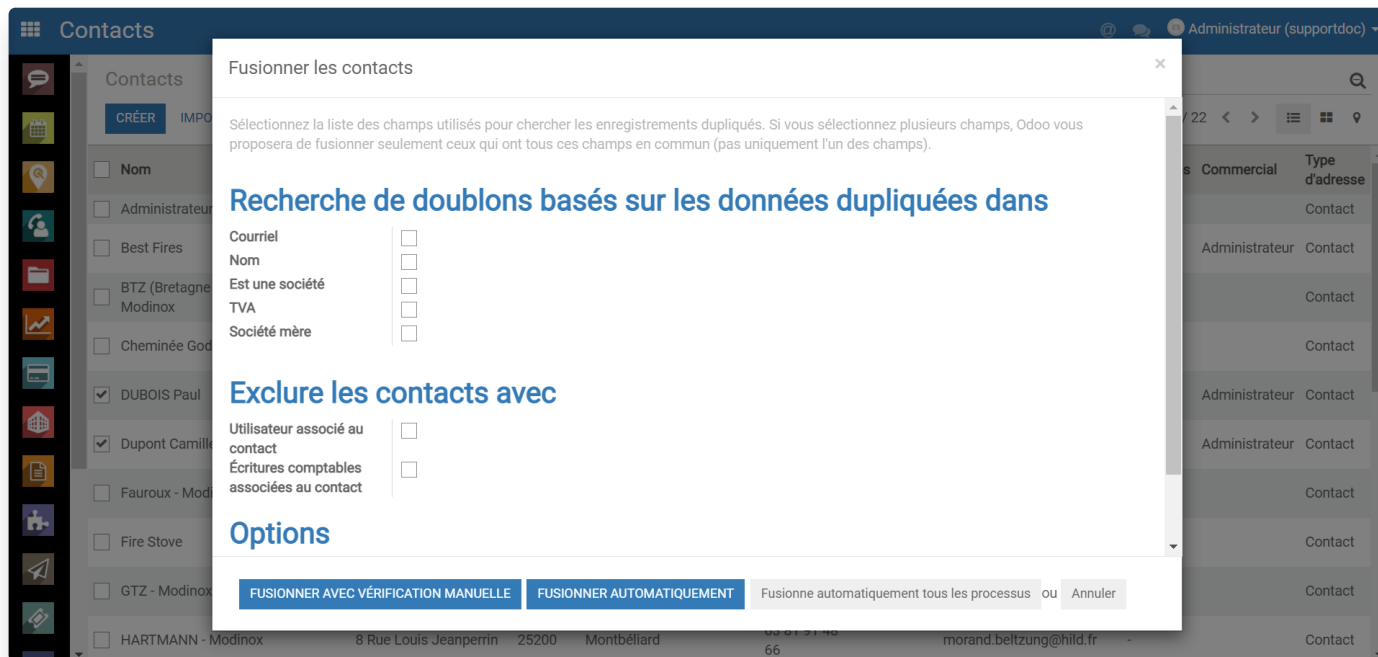 Contacts
Administrateur (supportdoc)
Fusionner les contacts
×
Contacts
CRÉER
Sélectionnez la liste des champs utilisés pour chercher les enregistrements dupliqués. Si vous sélectionnez plusieurs champs, Odoo vous
proposera de fusionner seulement ceux qui ont tous ces champs en commun (pas uniquement l'un des champs).
/ 22
Nom
Commercial
Type
d'adresse
Recherche de doublons basés sur les données dupliquées dans
Administrateur
Contact
Courriel
Best Fires
Administrateur Contact
Nom
Est une société
BTZ (Bretagne
Modinox
Contact
TVA
Société mère
Cheminée God
Contact
Exclure les contacts avec
DUBOIS Paul
Administrateur Contact
Utilisateur associé au
contact
Dupont Camille
Administrateur Contact
Écritures comptables
associées au contact
Fauroux - Modi
Contact
Options
Fire Stove
Contact
FUSIONNER AVEC VÉRIFICATION MANUELLE FUSIONNER AUTOMATIQUEMENT Fusionne automatiquement tous les processus ou Annuler
GTZ - Modinox
Contact
HARTMANN - Modinox 8 Rue Louis Jeanperrin 25200 Montbéliard 03 81 91 48 morand.beltzung@hild.fr - Contact
66